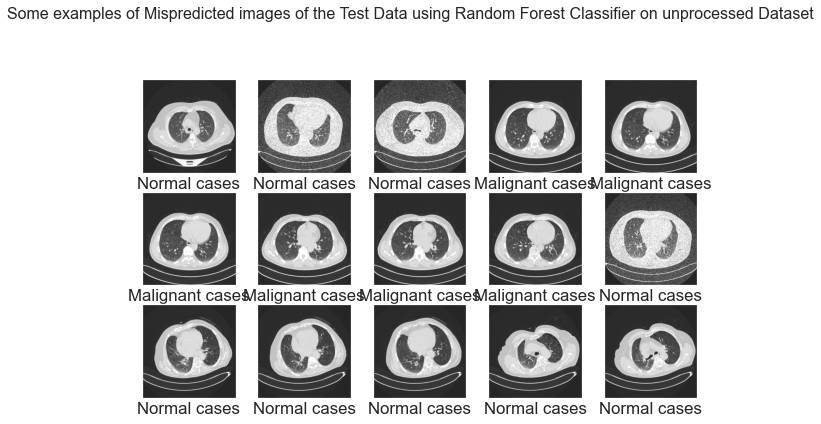 Some examples of Mispredicted images of the Test Data using Random Forest Classifier on unprocessed Dataset
Normal cases Normal cases Normal cases Malignant cases Malignant cases
Malignant cases Malignant cases Malignant cases Malignant cases Normal cases
Normal cases Normal cases Normal cases Normal cases Normal cases